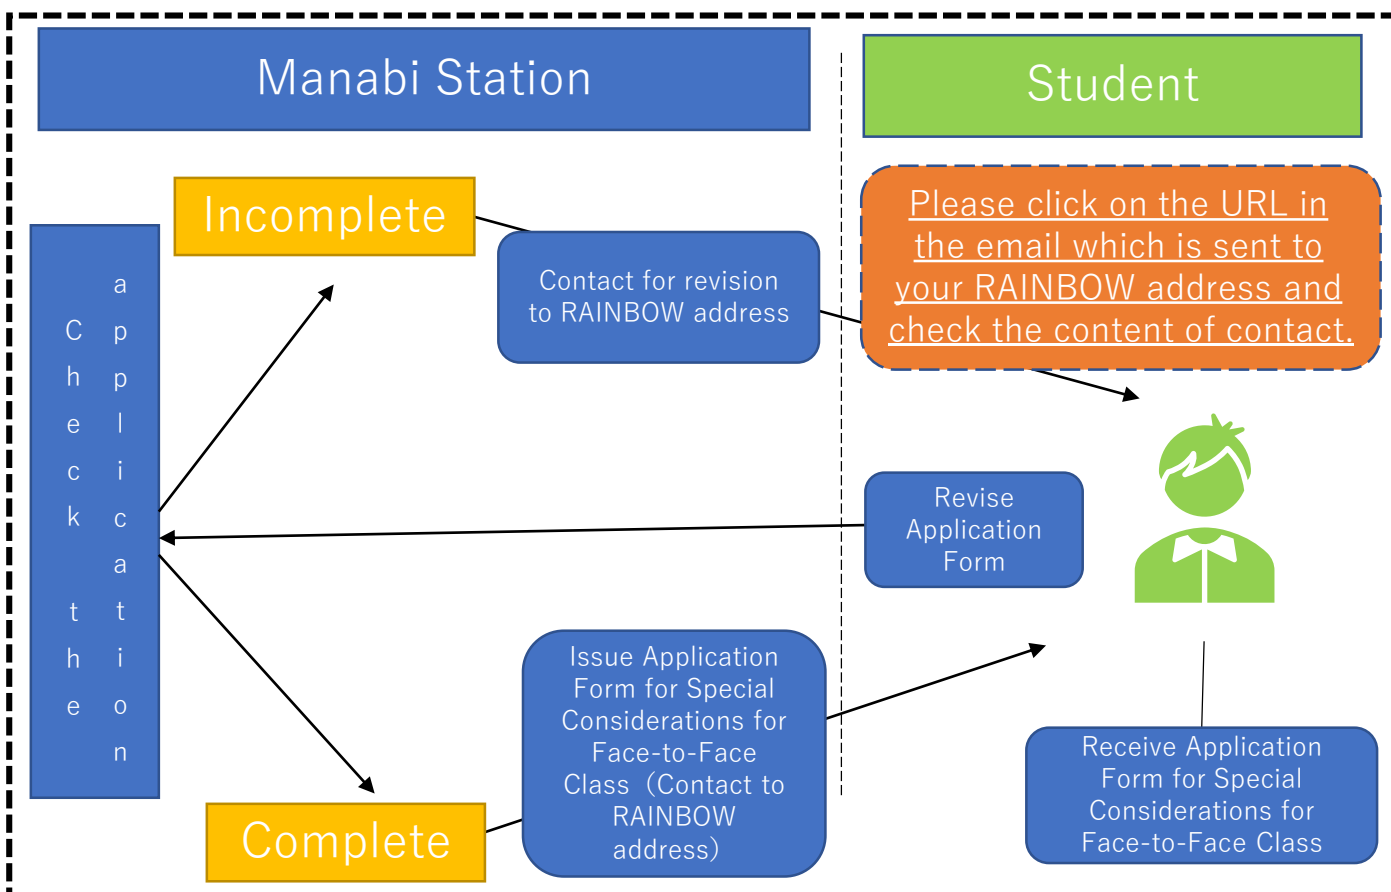 Manabi Station
Student
Incomplete
Please click on the URL in
the email which is sent to
your RAINBOW address and
check the content of contact.
Contact for revision
to RAINBOW address
Check the
application
Revise
Application
Form
Issue Application
Form for Special
Considerations for
Face-to-Face
Class（Contact to
RAINBOW
address）
Complete
Receive Application
Form for Special
Considerations for
Face-to-Face Class